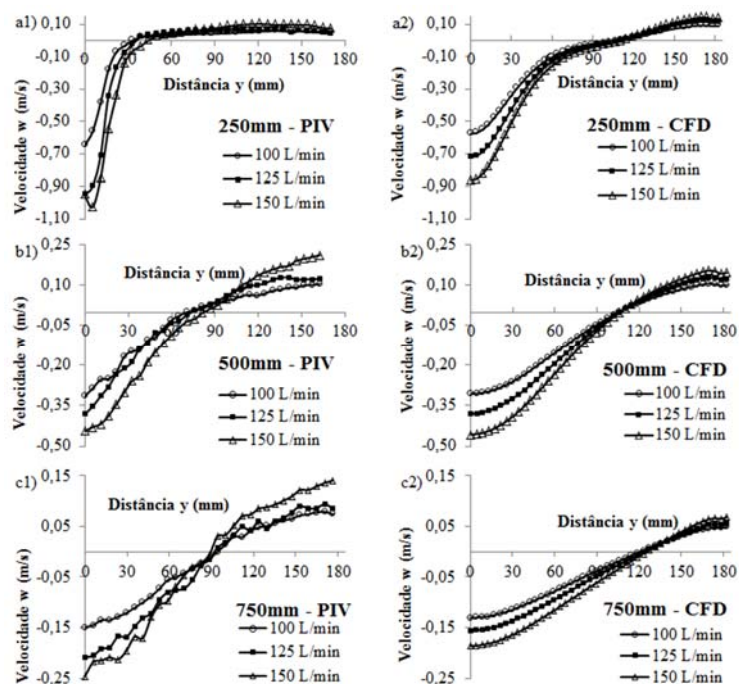 a1)
0,10
-0,10
-0,30
-0,50
-0,70
-0,90
-1,10
Velocidade w (m/s)
0 30 60 90 120 150 180
Distância y (mm)
250mm - PIV
100 L/min
125 L/min
150 L/min
a2)
0,10
-0,10
-0,30
-0,50
-0,70
-0,90
-1,10
Velocidade w (m/s)
0 30 60 90 120 150 180
Distância y (mm)
250mm - CFD
100 L/min
125 L/min
150 L/min
b1)
0,25
0,10
-0,05
-0,20
-0,35
-0,50
Velocidade w (m/s)
Distância y (mm)
0 30 60 90 120 150 180
500mm - PIV
100 L/min
125 L/min
150 L/min
b2)
0,25
0,10
-0,05
-0,20
-0,35
-0,50
Velocidade w (m/s)
Distância y (mm)
0 30 60 90 120 150 180
500mm - CFD
100 L/min
125 L/min
150 L/min
c1)
0,15
0,05
-0,05
-0,15
-0,25
Velocidade w (m/s)
Distância y (mm)
0 30 60 90 120 150 180
750mm - PIV
100 L/min
125 L/min
150 L/min
c2)
0,15
0,05
-0,05
-0,15
-0,25
Velocidade w (m/s)
Distância y (mm)
0 30 60 90 120 150 180
750mm - CFD
100 L/min
125 L/min
150 L/min